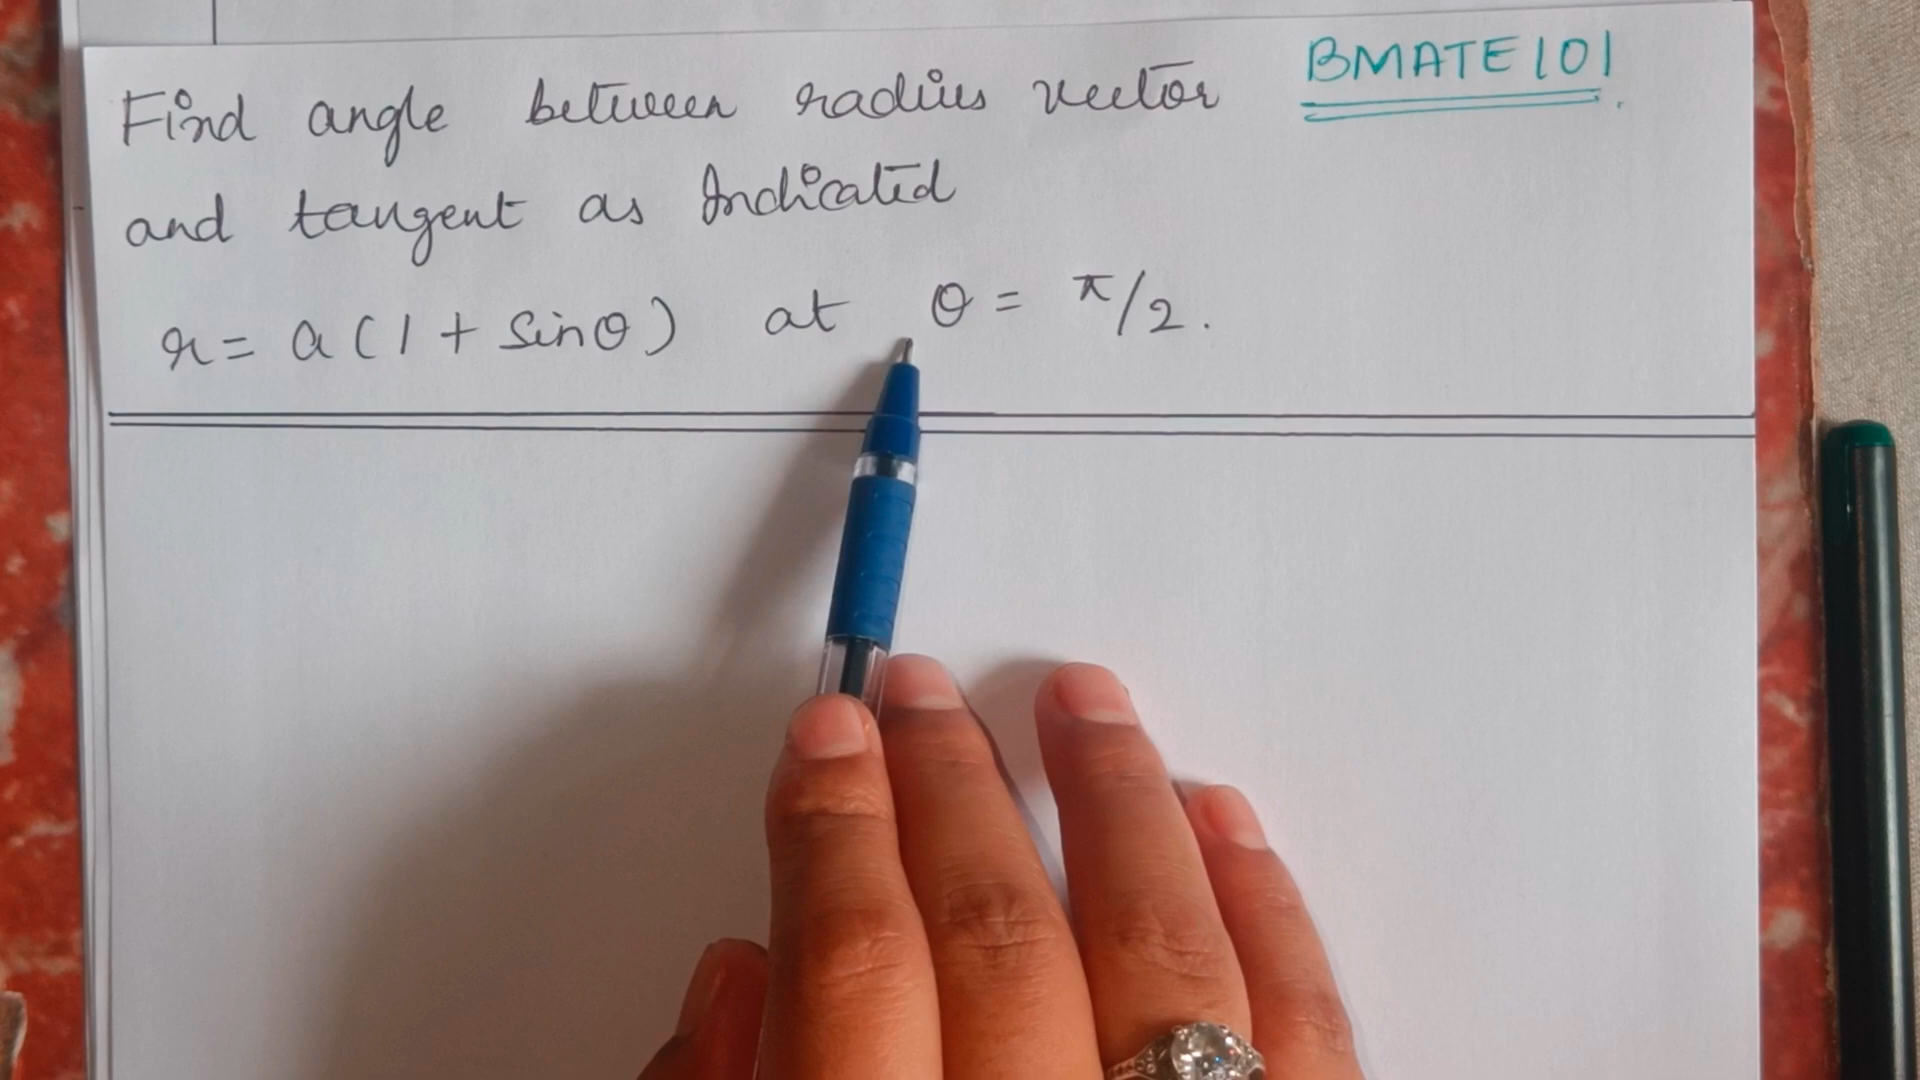 Find angle between radius vector
BMATE101
and tangent as Indicated
r = a(1 + Sinθ) at θ = π/2.